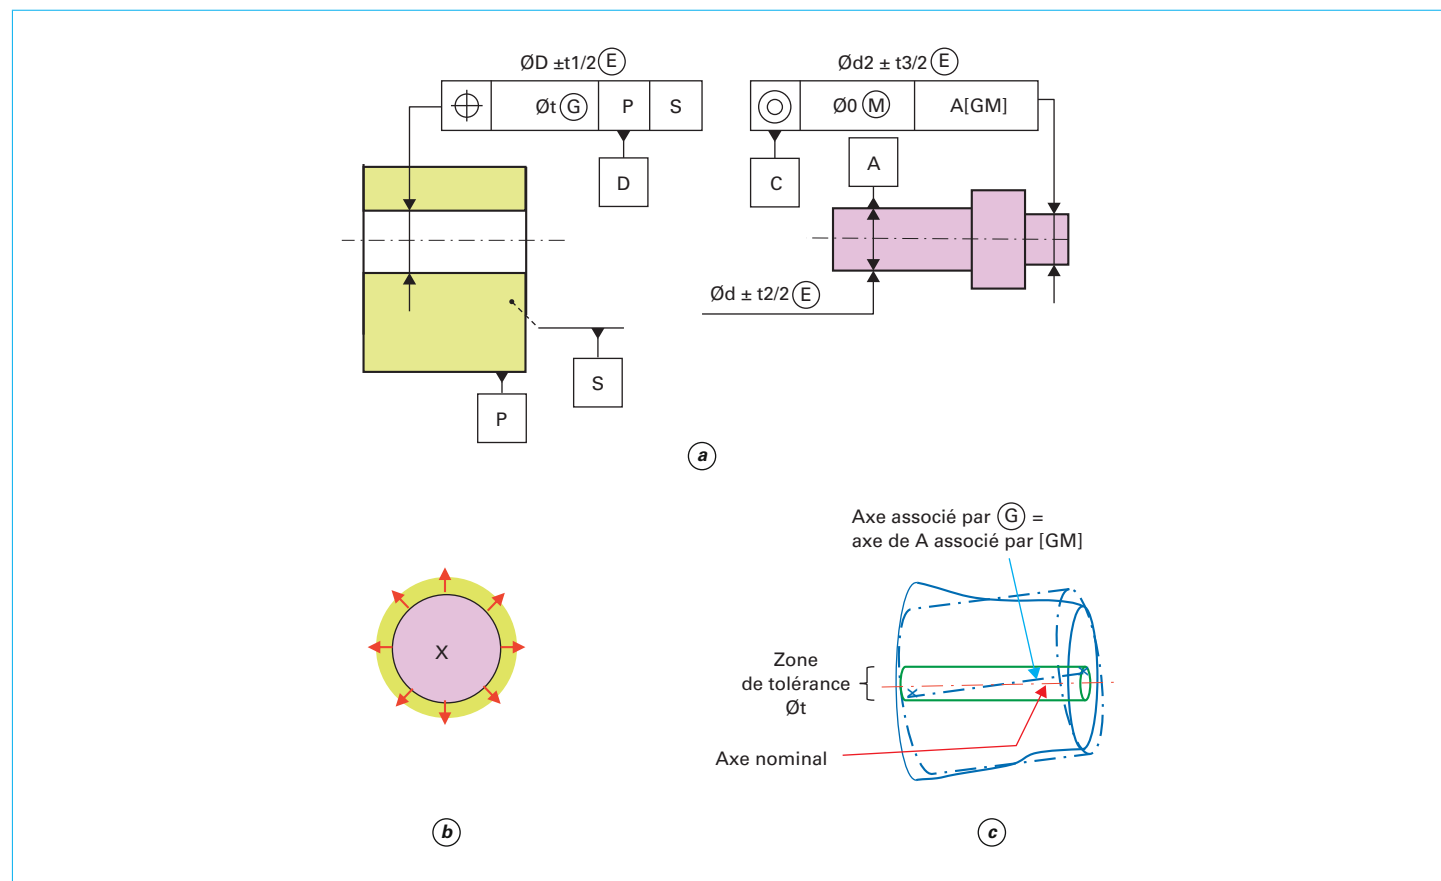 ØD ±t1/2 Ⓔ
Øt Ⓖ P S
D
S
P
Ød2 ± t3/2 Ⓔ
Ø0 Ⓜ A[GM]
C
A
Ød ± t2/2 Ⓔ
a
X
b
Axe associé par Ⓖ =
axe de A associé par [GM]
Zone
de tolérance
Øt
Axe nominal
c